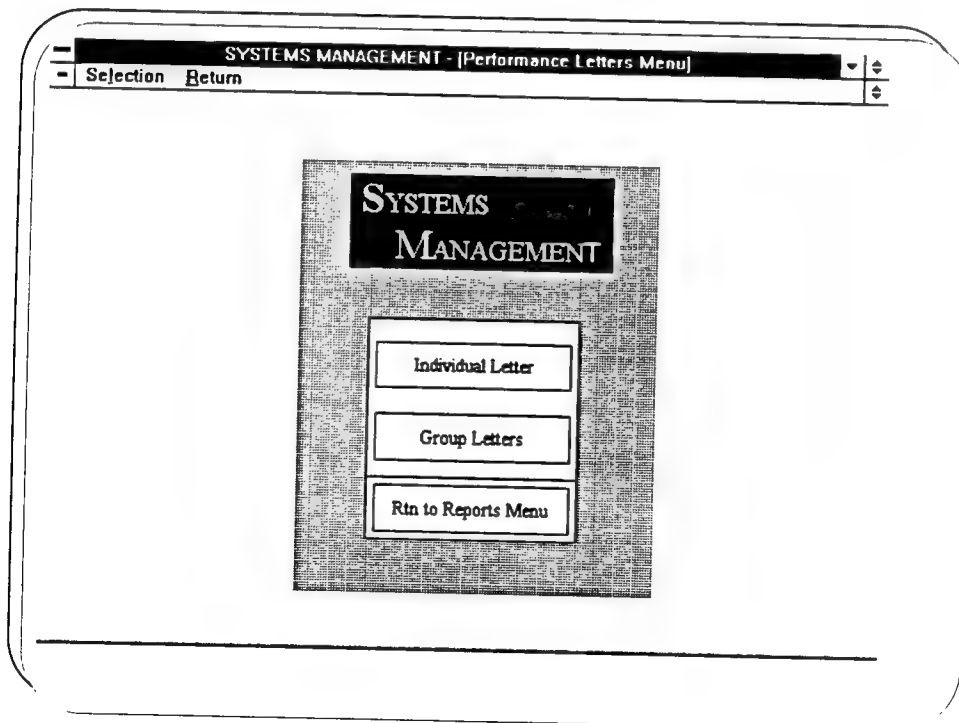 SYSTEMS MANAGEMENT - [Performance Letters Menu]
Selection Return
SYSTEMS
MANAGEMENT
Individual Letter
Group Letters
Rtn to Reports Menu